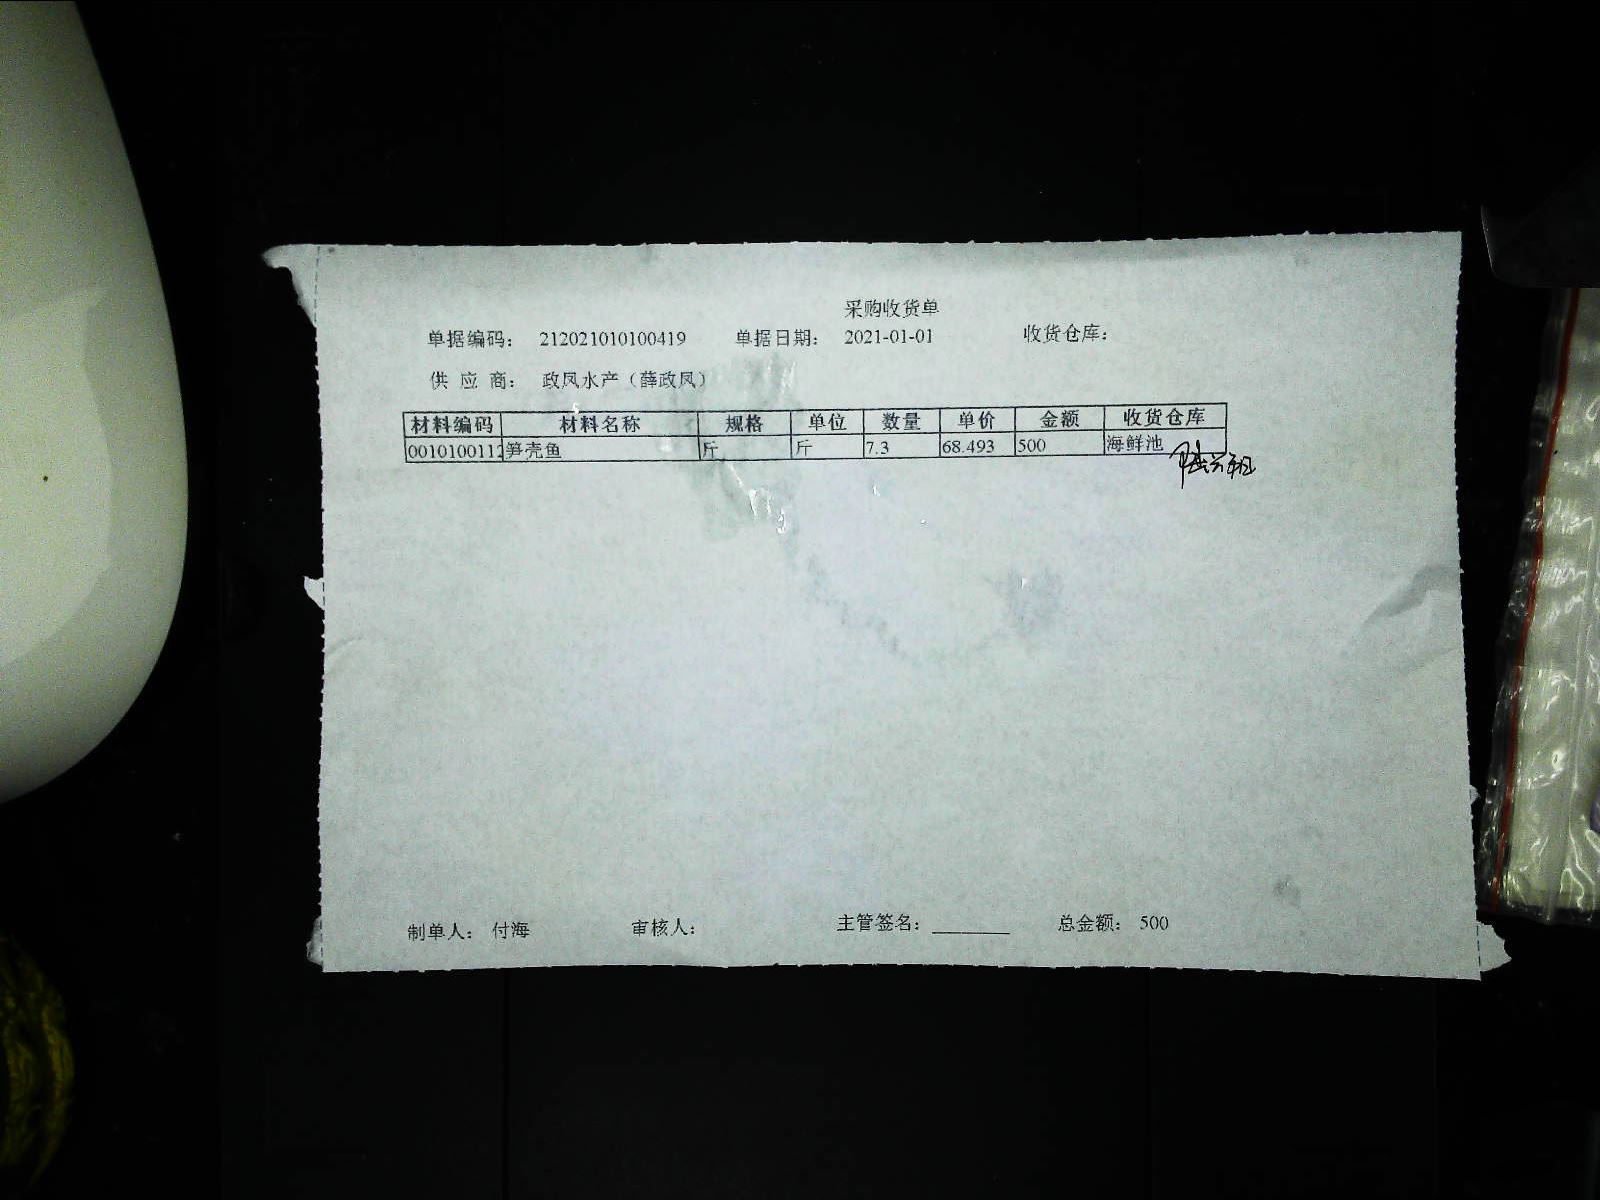 采购收货单
单据编码： 212021010100419 单据日期： 2021-01-01 收货仓库：
供 应 商： 政凤水产（薛政凤）
材料编码 材料名称 规格 单位 数量 单价 金额 收货仓库
0010100112 笋壳鱼 斤 斤 7.3 68.493 500 海鲜池
制单人： 付海 审核人： 主管签名： ________ 总金额： 500